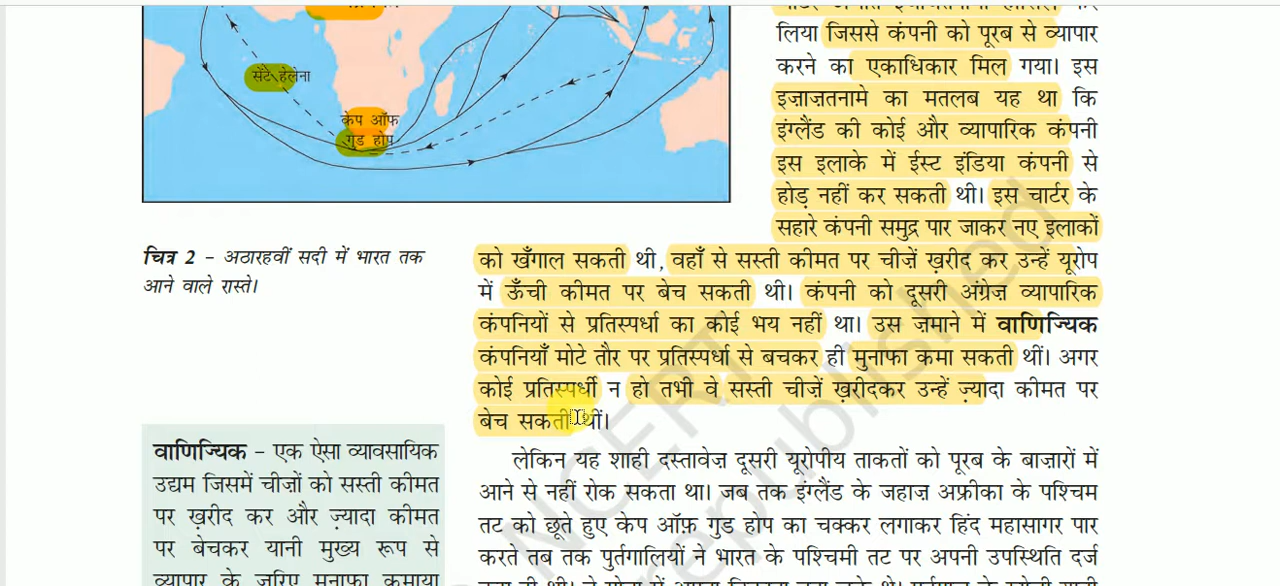 सेंट हेलेना
केप ऑफ
गुड होप
लिया जिससे कंपनी को पूरब से व्यापार
करने का एकाधिकार मिल गया। इस
इज़ाज़तनामे का मतलब यह था कि
इंग्लैंड की कोई और व्यापारिक कंपनी
इस इलाके में ईस्ट इंडिया कंपनी से
होड़ नहीं कर सकती थी। इस चार्टर के
सहारे कंपनी समुद्र पार जाकर नए इलाकों
को खँगाल सकती थी, वहाँ से सस्ती कीमत पर चीज़ें ख़रीद कर उन्हें यूरोप
में ऊँची कीमत पर बेच सकती थी। कंपनी को दूसरी अंग्रेज़ व्यापारिक
कंपनियों से प्रतिस्पर्धा का कोई भय नहीं था। उस ज़माने में वाणिज्यिक
कंपनियाँ मोटे तौर पर प्रतिस्पर्धा से बचकर ही मुनाफा कमा सकती थीं। अगर
कोई प्रतिस्पर्धी न हो तभी वे सस्ती चीज़ें ख़रीदकर उन्हें ज़्यादा कीमत पर
बेच सकती थीं।
चित्र 2 – अठारहवीं सदी में भारत तक
आने वाले रास्ते।
लेकिन यह शाही दस्तावेज़ दूसरी यूरोपीय ताकतों को पूरब के बाज़ारों में
आने से नहीं रोक सकता था। जब तक इंग्लैंड के जहाज़ अफ्रीका के पश्चिम
तट को छूते हुए केप ऑफ़ गुड होप का चक्कर लगाकर हिंद महासागर पार
करते तब तक पुर्तगालियों ने भारत के पश्चिमी तट पर अपनी उपस्थिति दर्ज
वाणिज्यिक – एक ऐसा व्यावसायिक
उद्यम जिसमें चीज़ों को सस्ती कीमत
पर ख़रीद कर और ज़्यादा कीमत
पर बेचकर यानी मुख्य रूप से
व्यापार के ज़रिए मुनाफ़ा कमाया
NCERT
republished